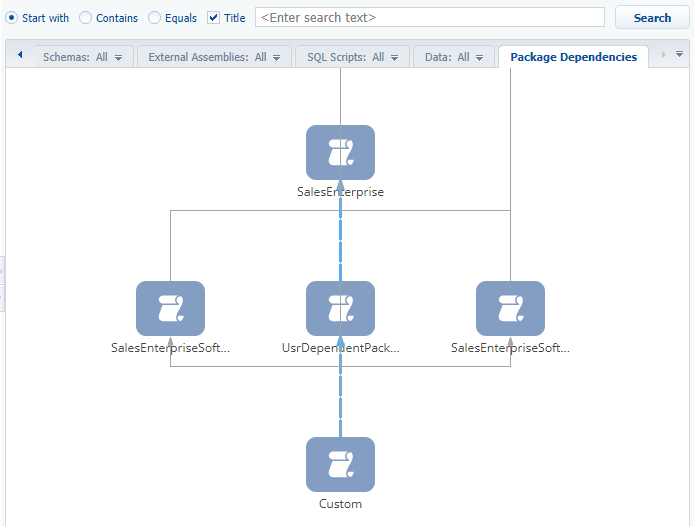 Start with Contains Equals Title <Enter search text> Search
Schemas: All External Assemblies: All SQL Scripts: All Data: All Package Dependencies
SalesEnterprise
SalesEnterpriseSoft... UsrDependentPack... SalesEnterpriseSoft...
Custom